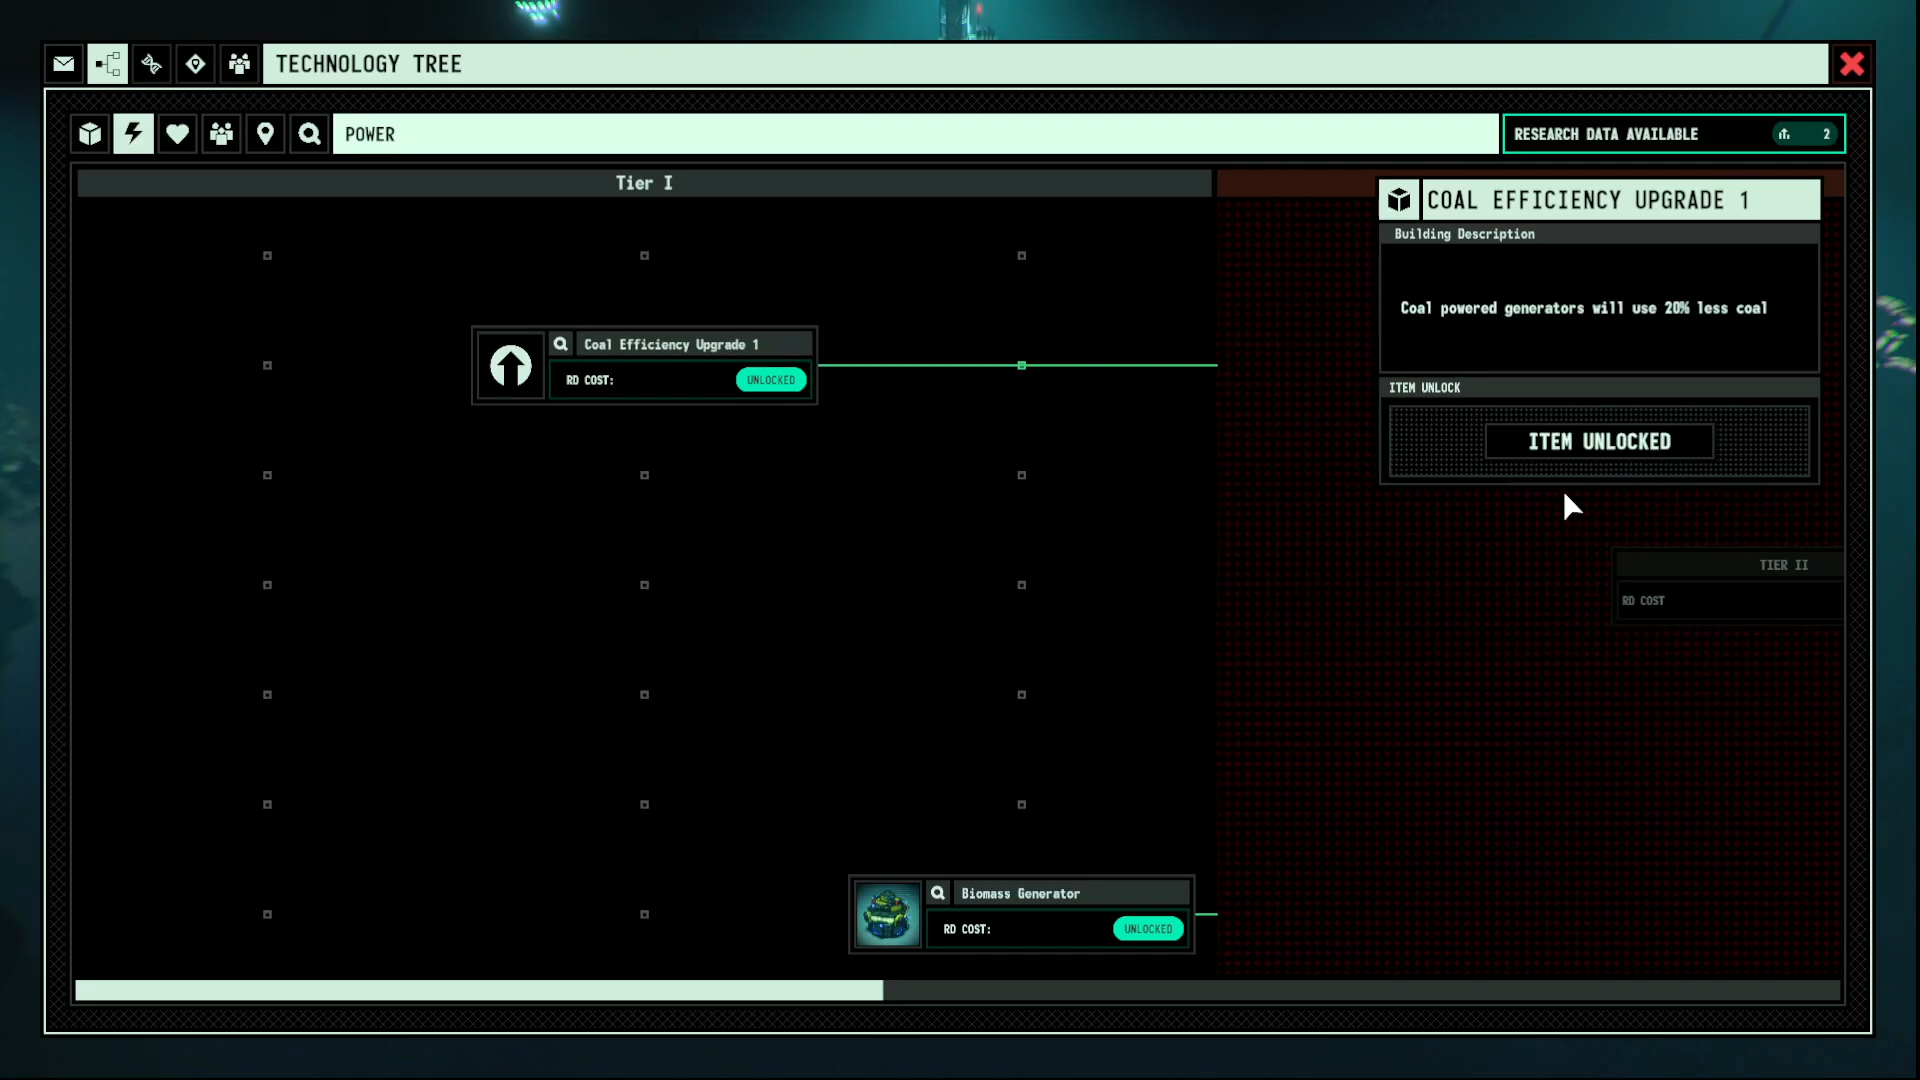 TECHNOLOGY TREE
POWER
RESEARCH DATA AVAILABLE 2
Tier I
COAL EFFICIENCY UPGRADE 1
Building Description
Coal powered generators will use 20% less coal
ITEM UNLOCK
ITEM UNLOCKED
Coal Efficiency Upgrade 1
RD COST: UNLOCKED
TIER II
RD COST
Biomass Generator
RD COST: UNLOCKED